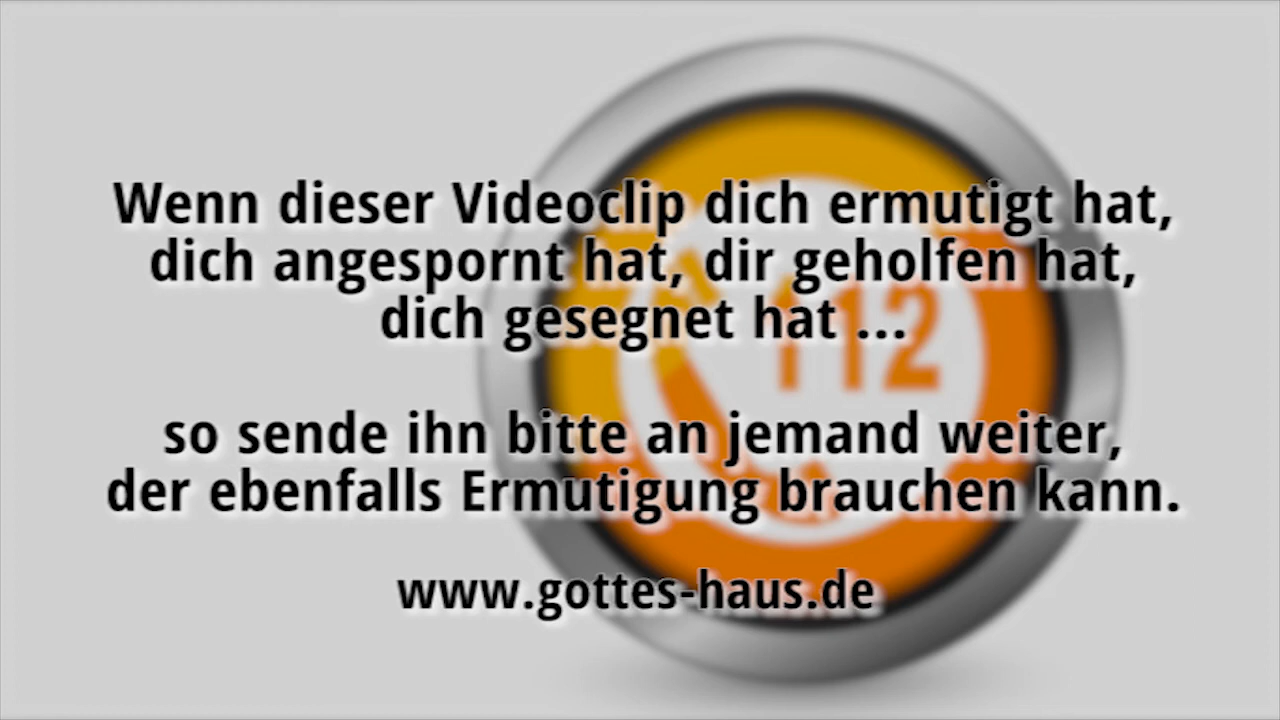 Wenn dieser Videoclip dich ermutigt hat,
dich angespornt hat, dir geholfen hat,
dich gesegnet hat ...
112
so sende ihn bitte an jemand weiter,
der ebenfalls Ermutigung brauchen kann.
www.gottes-haus.de